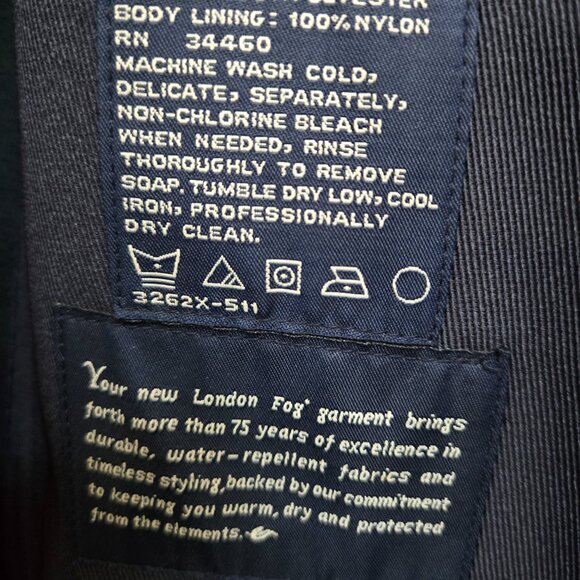 POLYESTER
BODY LINING: 100% NYLON
RN 34460
MACHINE WASH COLD,
DELICATE, SEPARATELY,
NON-CHLORINE BLEACH
WHEN NEEDED, RINSE
THOROUGHLY TO REMOVE
SOAP. TUMBLE DRY LOW, COOL
IRON, PROFESSIONALLY
DRY CLEAN.
3262X-511
Your new London Fog® garment brings
forth more than 75 years of excellence in
durable, water-repellent fabrics and
timeless styling, backed by our commitment
to keeping you warm, dry and protected
from the elements.